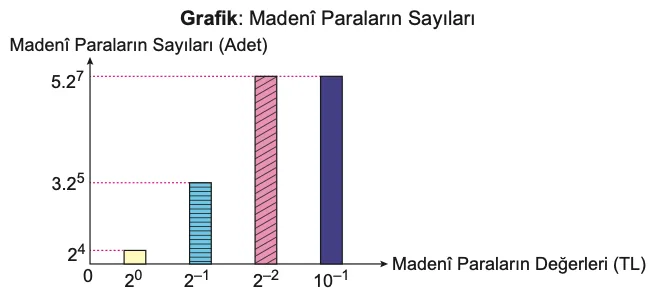 Grafik: Madenî Paraların Sayıları
Madenî Paraların Sayıları (Adet)
5.2⁷
3.2⁵
2⁴
0 2⁰ 2⁻¹ 2⁻² 10⁻¹ Madenî Paraların Değerleri (TL)